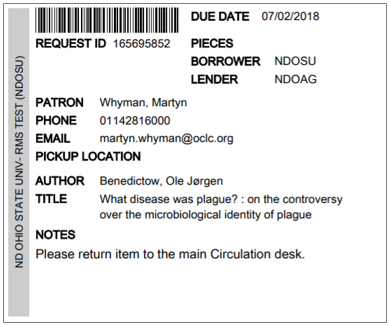 DUE DATE 07/02/2018
REQUEST ID 165695852 PIECES
BORROWER NDOSU
LENDER NDOAG
ND OHIO STATE UNIV- RMS TEST (NDOSU)
PATRON Whyman, Martyn
PHONE 01142816000
EMAIL martyn.whyman@oclc.org
PICKUP LOCATION
AUTHOR Benedictow, Ole Jørgen
TITLE What disease was plague? : on the controversy
over the microbiological identity of plague
NOTES
Please return item to the main Circulation desk.